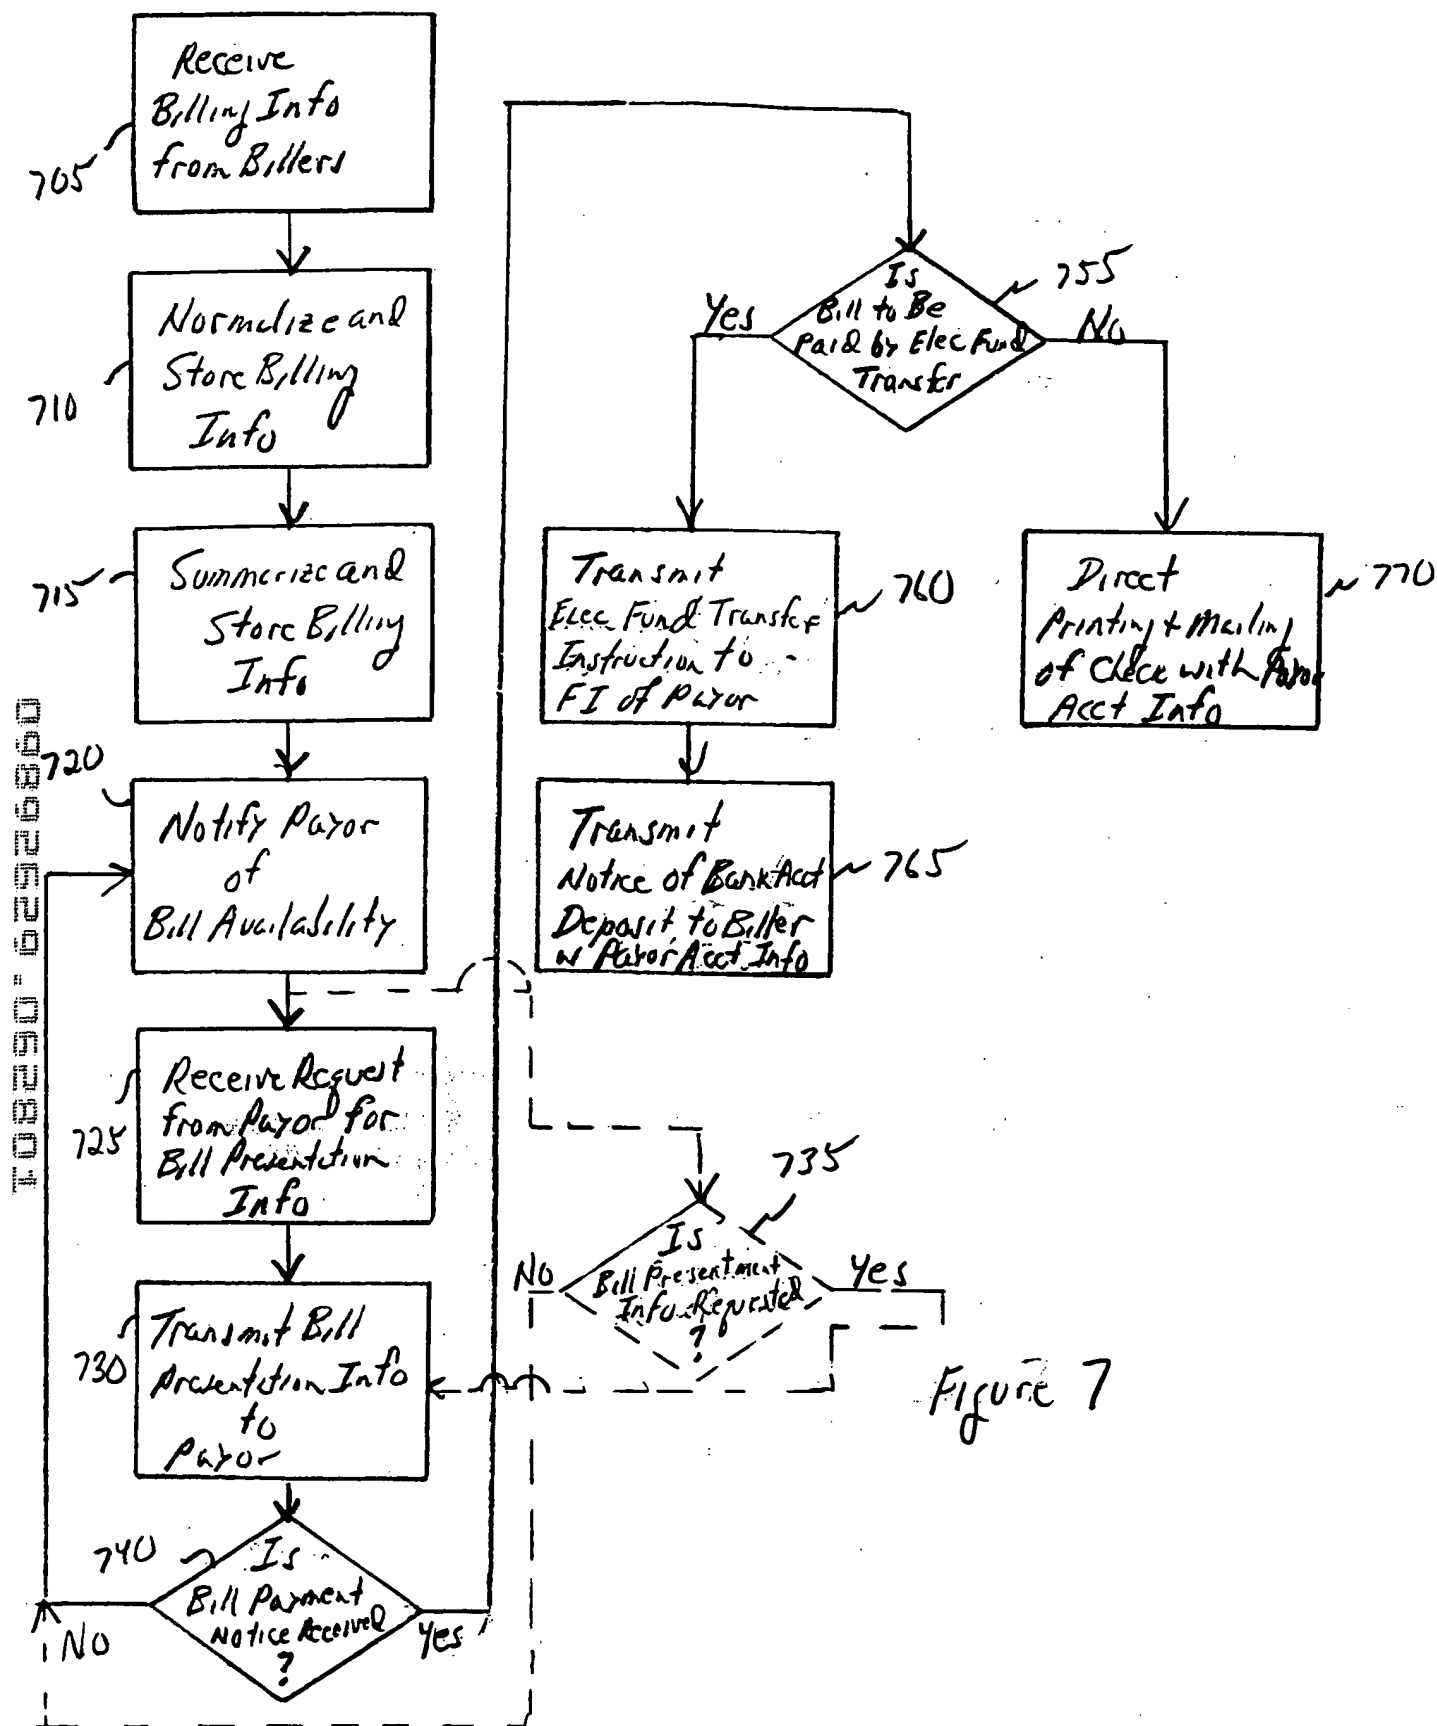 Receive
Billing Info
from Billers
705
Normalize and
Store Billing
Info
710
Summarize and
Store Billing
Info
715
720
Notify Payor
of
Bill Availability
Receive Request
from Payor for
Bill Presentation
Info
725
Transmit Bill
Presentation Info
to
Payor
730
740
Is
Bill Payment
Notice Received
?
No
Yes
Is
Bill to Be
Paid by Elec Fund
Transfer
755
Yes
No
Transmit
Elec Fund Transfer
Instruction to
FI of Payor
760
Direct
Printing + Mailing
of Check with Payor
Acct Info
770
Transmit
Notice of Bank Acct
Deposit to Biller
w Payor Acct Info
765
735
Is
Bill Presentment
Info Requested
?
No
Yes
Figure 7